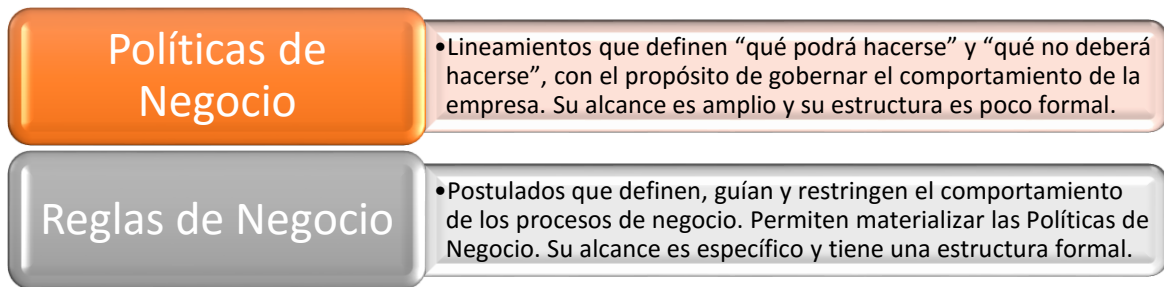 Políticas de
Negocio
•Lineamientos que definen “qué podrá hacerse” y “qué no deberá
hacerse”, con el propósito de gobernar el comportamiento de la
empresa. Su alcance es amplio y su estructura es poco formal.
Reglas de Negocio
•Postulados que definen, guían y restringen el comportamiento
de los procesos de negocio. Permiten materializar las Políticas de
Negocio. Su alcance es específico y tiene una estructura formal.